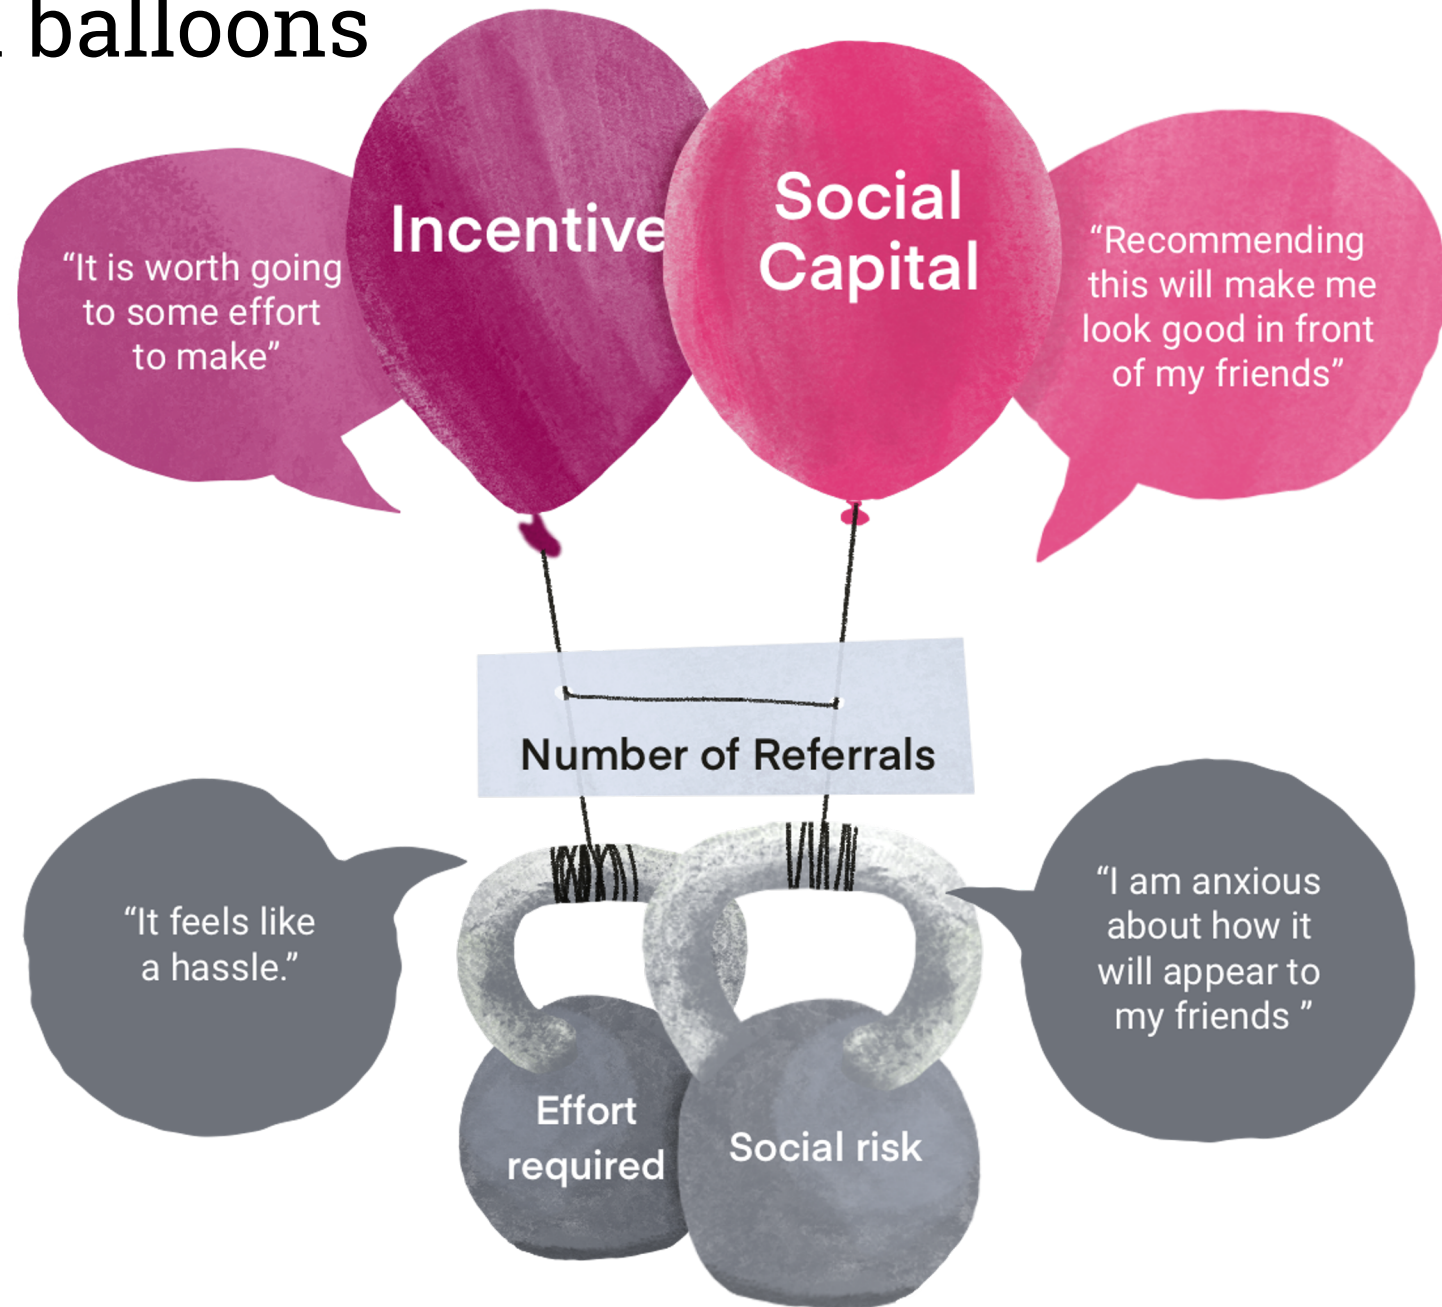 balloons
Incentive
Social
Capital
“It is worth going
to some effort
to make”
“Recommending
this will make me
look good in front
of my friends”
Number of Referrals
“It feels like
a hassle.”
“I am anxious
about how it
will appear to
my friends ”
Effort
required
Social risk